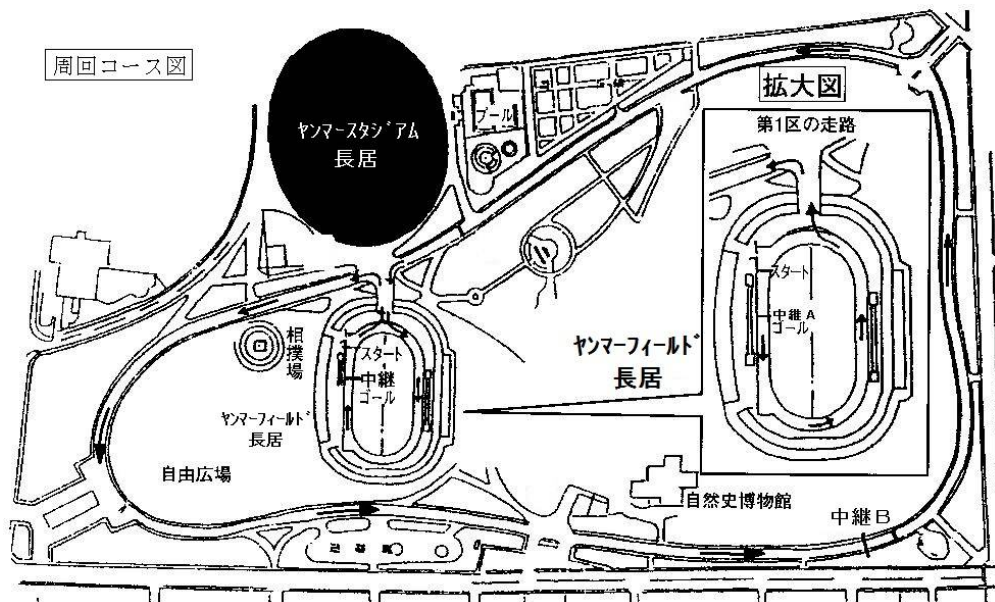 周回コース図
ヤンマースタジアム
長居
プール
拡大図
第1区の走路
スタート
中継A
ゴール
ヤンマーフィールド
長居
相撲場
スタート
中継
ゴール
ヤンマーフィールド
長居
自由広場
自然史博物館
中継B